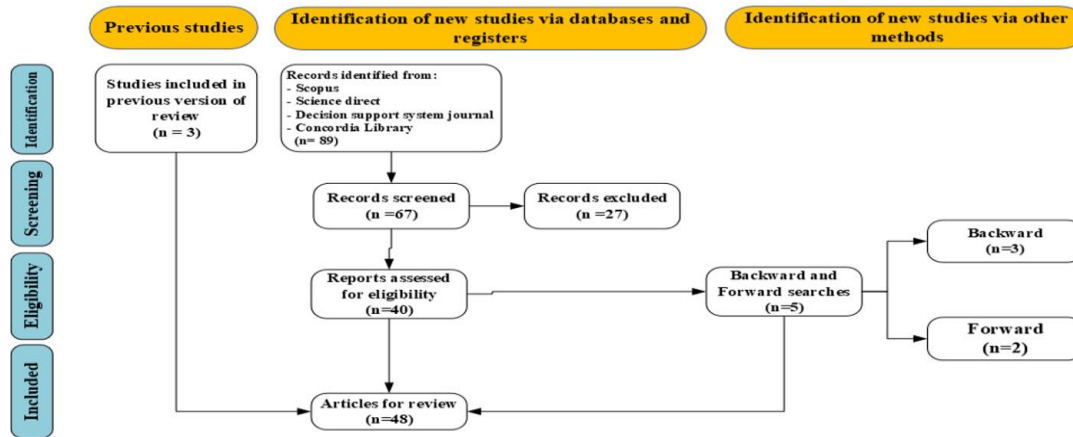 Previous studies
Identification of new studies via databases and
registers
Identification of new studies via other
methods
Identification
Studies included in
previous version of
review
(n = 3)
Records identified from :
- Scopus
- Science direct
- Decision support system journal
- Concordia Library
(n= 89)
Screening
Records screened
(n =67)
Records excluded
(n =27)
Eligibility
Reports assessed
for eligibility
(n=40)
Backward and
Forward searches
(n=5)
Backward
(n=3)
Forward
(n=2)
Included
Articles for review
(n=48)